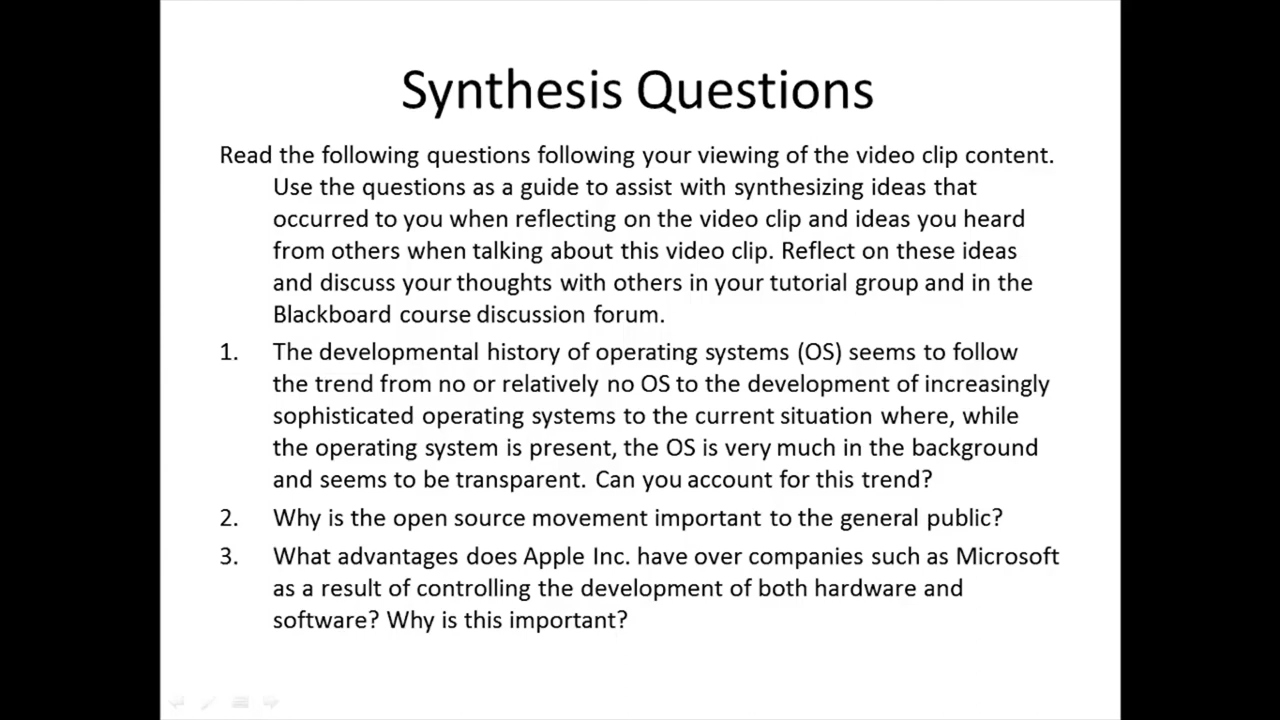 Synthesis Questions
Read the following questions following your viewing of the video clip content.
Use the questions as a guide to assist with synthesizing ideas that
occurred to you when reflecting on the video clip and ideas you heard
from others when talking about this video clip. Reflect on these ideas
and discuss your thoughts with others in your tutorial group and in the
Blackboard course discussion forum.
1. The developmental history of operating systems (OS) seems to follow
the trend from no or relatively no OS to the development of increasingly
sophisticated operating systems to the current situation where, while
the operating system is present, the OS is very much in the background
and seems to be transparent. Can you account for this trend?
2. Why is the open source movement important to the general public?
3. What advantages does Apple Inc. have over companies such as Microsoft
as a result of controlling the development of both hardware and
software? Why is this important?